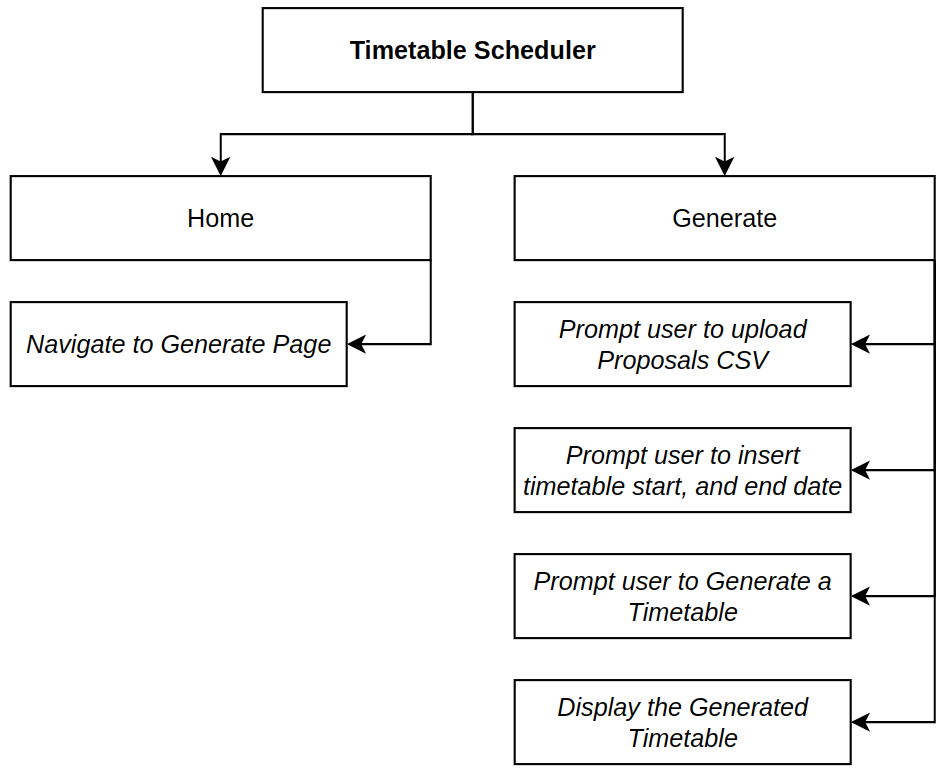 Timetable Scheduler
Home
Generate
Navigate to Generate Page
Prompt user to upload
Proposals CSV
Prompt user to insert
timetable start, and end date
Prompt user to Generate a
Timetable
Display the Generated
Timetable